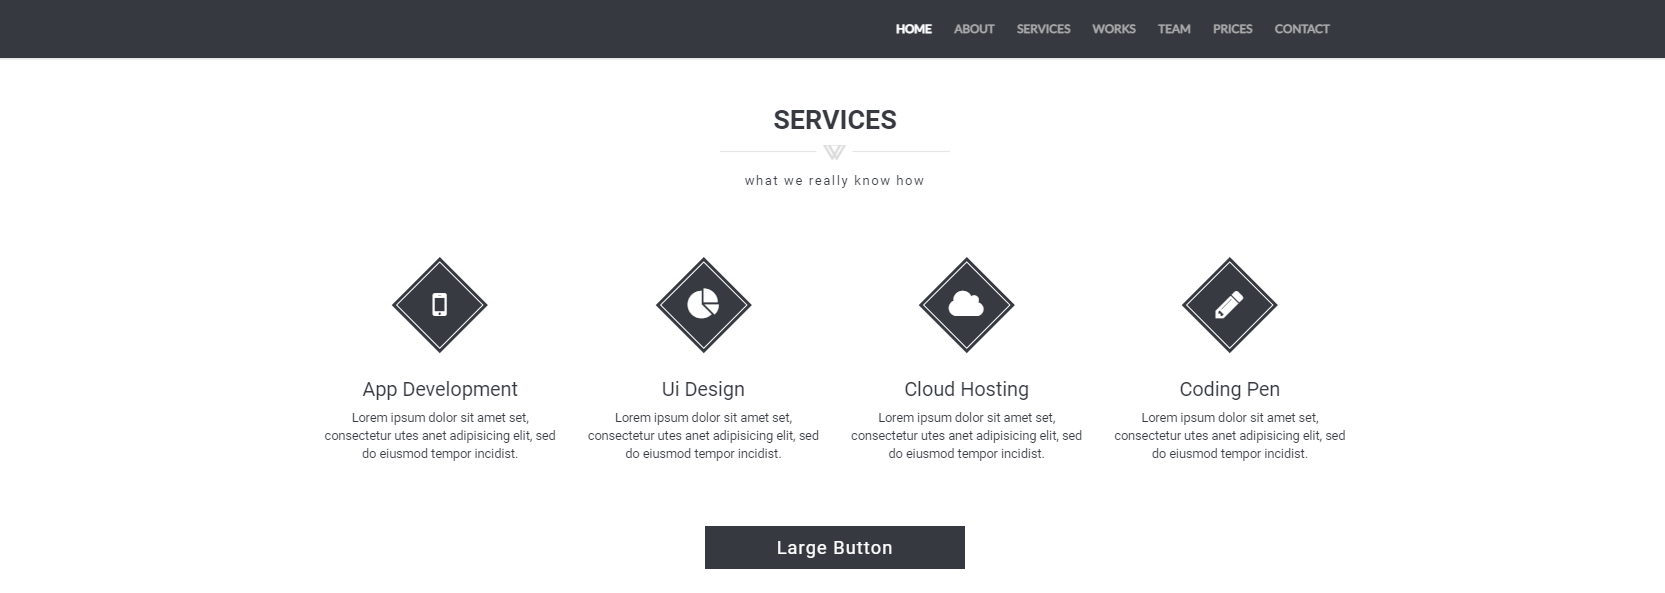 HOME ABOUT SERVICES WORKS TEAM PRICES CONTACT
SERVICES
what we really know how
App Development
Lorem ipsum dolor sit amet set,
consectetur utes anet adipisicing elit, sed
do eiusmod tempor incidist.
Ui Design
Lorem ipsum dolor sit amet set,
consectetur utes anet adipisicing elit, sed
do eiusmod tempor incidist.
Cloud Hosting
Lorem ipsum dolor sit amet set,
consectetur utes anet adipisicing elit, sed
do eiusmod tempor incidist.
Coding Pen
Lorem ipsum dolor sit amet set,
consectetur utes anet adipisicing elit, sed
do eiusmod tempor incidist.
Large Button